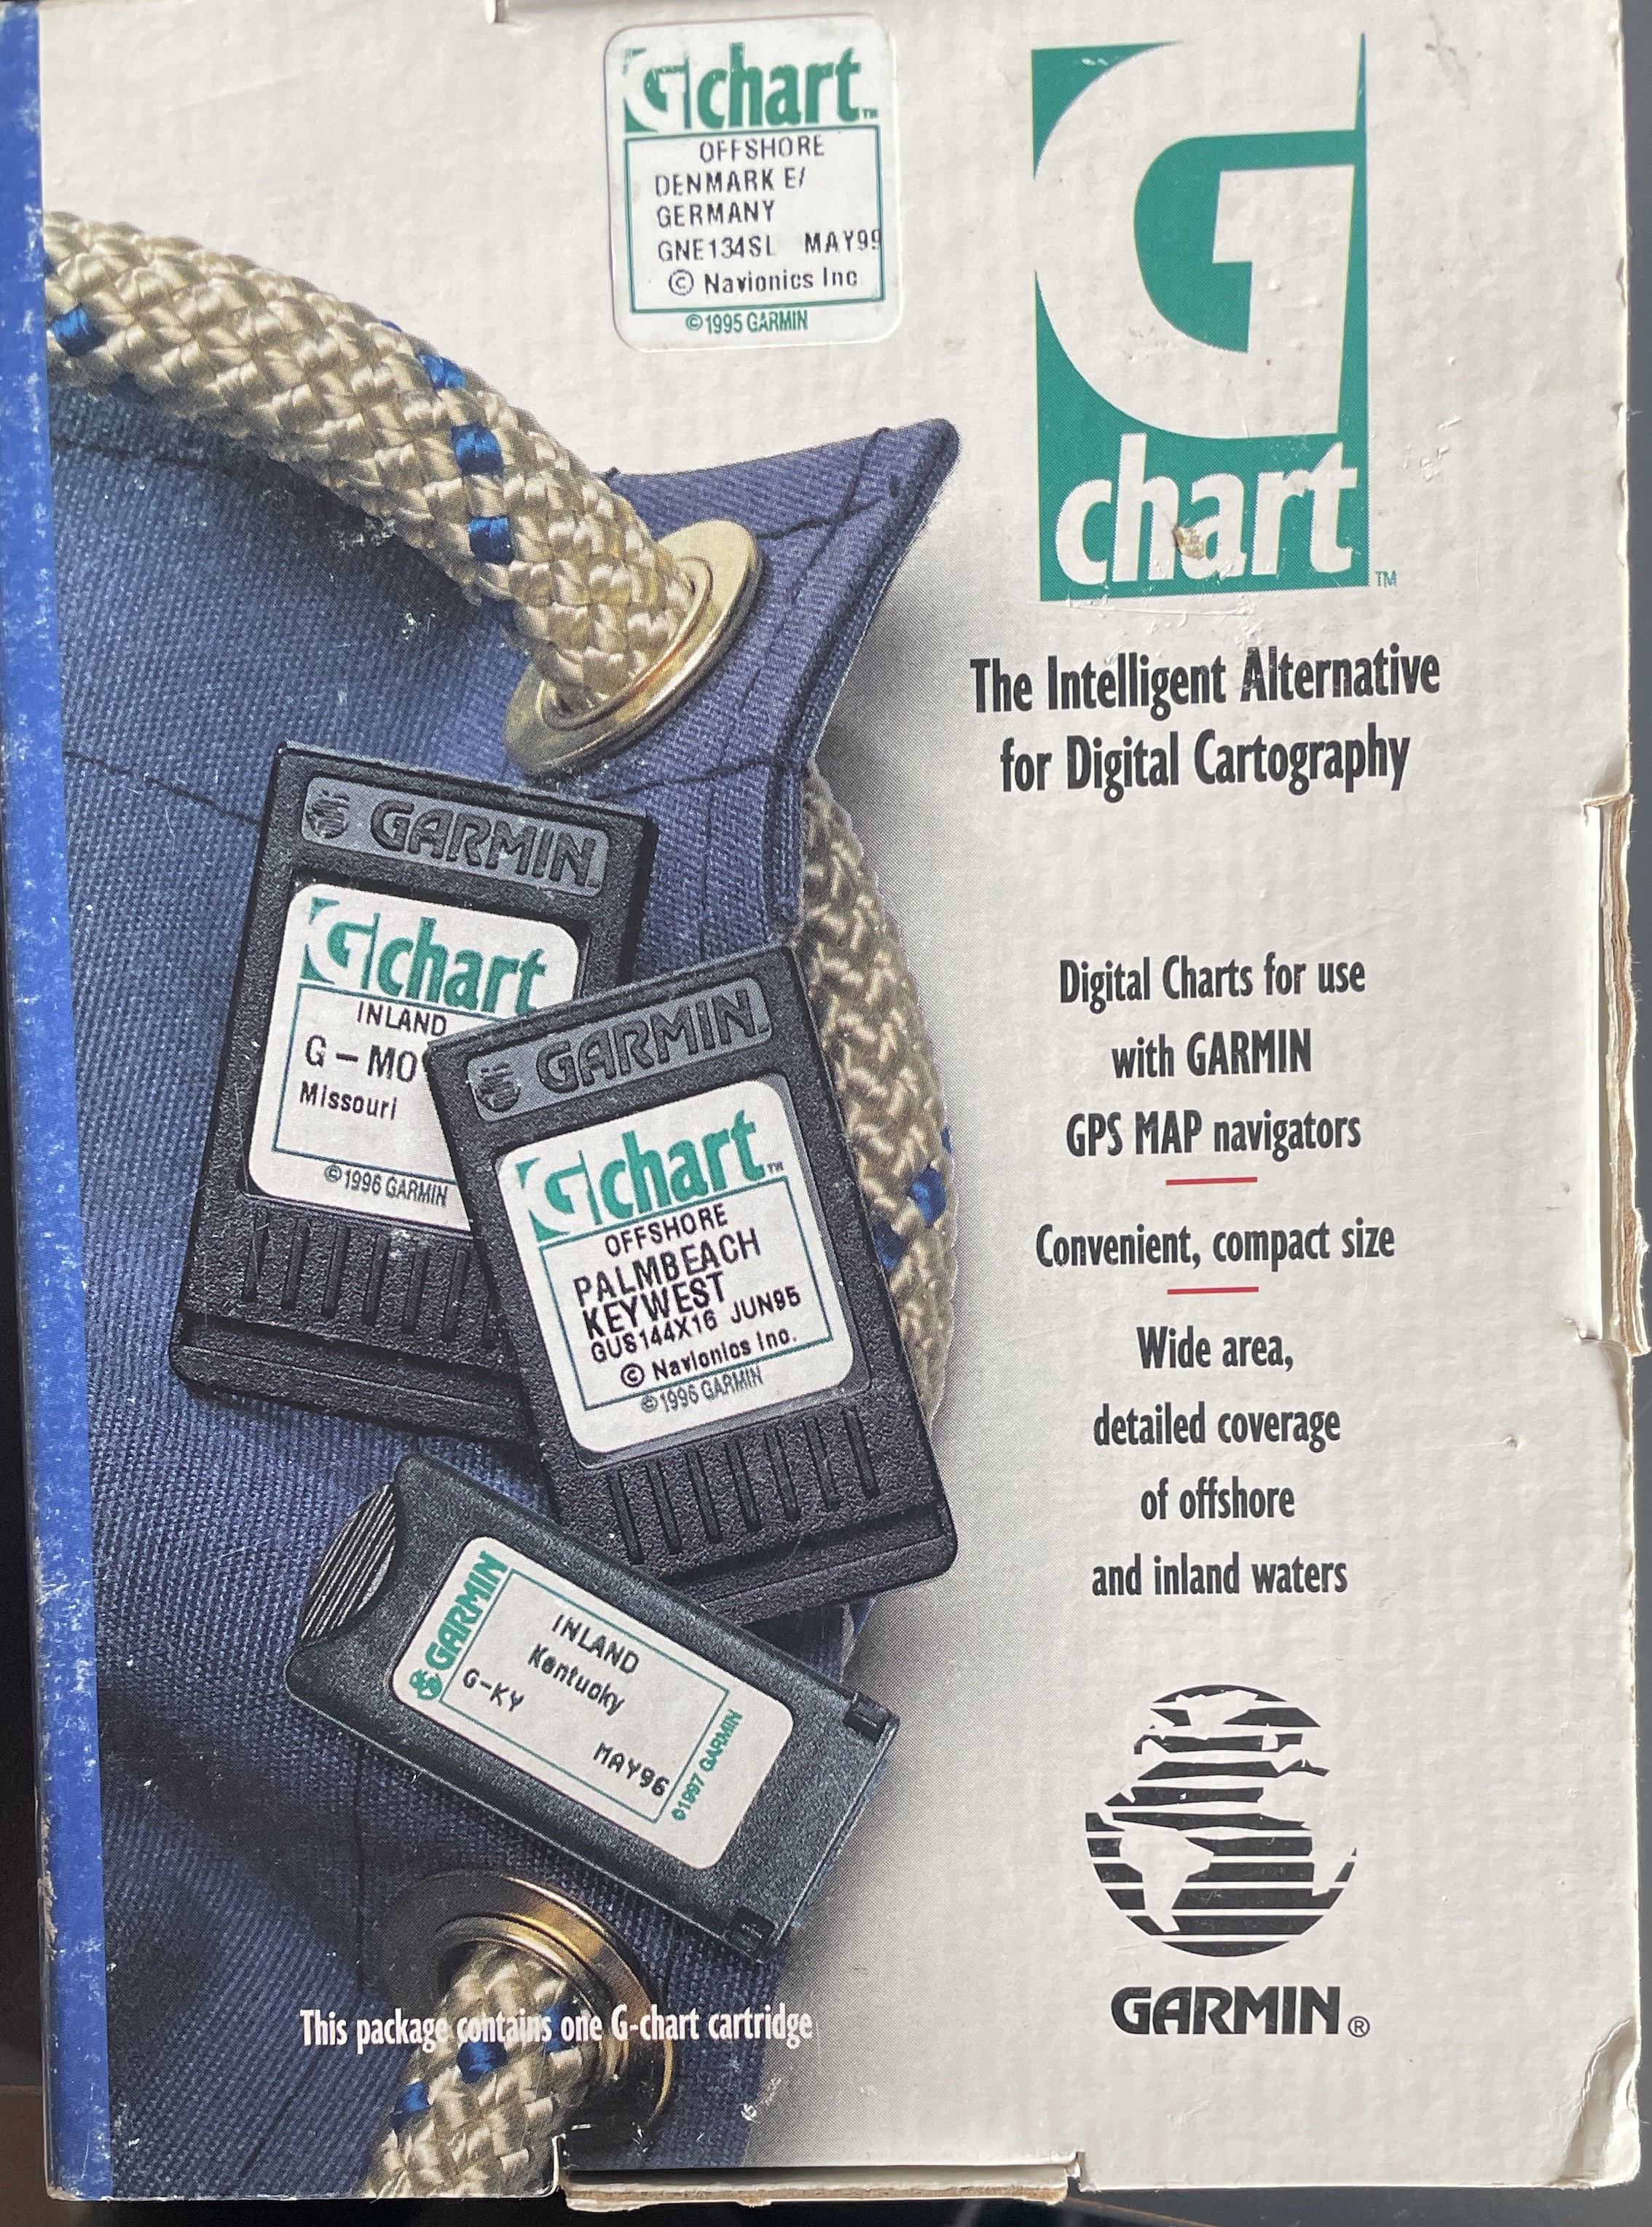 Gchart™
OFFSHORE
DENMARK E/
GERMANY
GNE134SL MAY99
© Navionics Inc
©1995 GARMIN
G
chart™
The Intelligent Alternative
for Digital Cartography
GARMIN
Gchart
INLAND
G-MO
Missouri
©1996 GARMIN
GARMIN
Gchart™
OFFSHORE
PALMBEACH
KEYWEST
GUS144X16 JUN95
© Navionics Inc.
©1996 GARMIN
Digital Charts for use
with GARMIN
GPS MAP navigators
Convenient, compact size
Wide area,
detailed coverage
of offshore
and inland waters
GARMIN
INLAND
Kentucky
G-KY
MAY96
©1997 GARMIN
GARMIN®
This package contains one G-chart cartridge